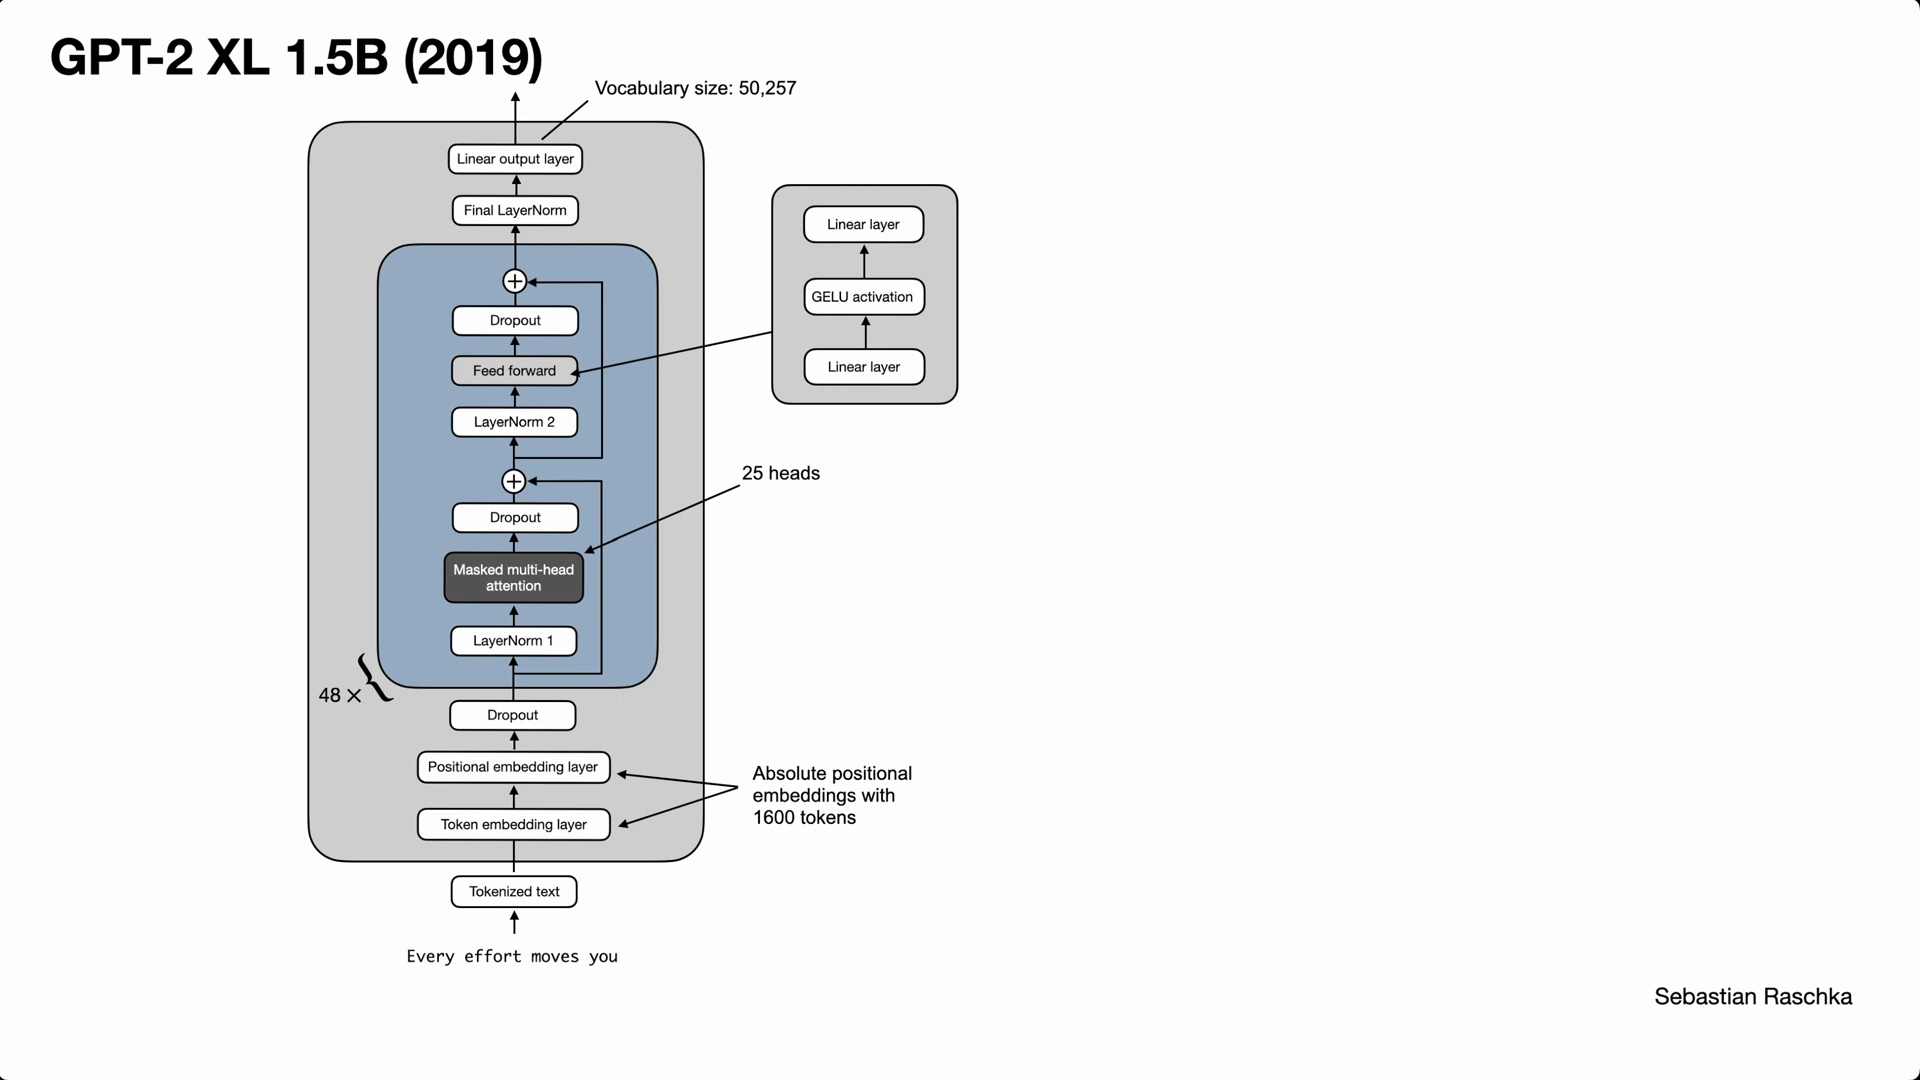 GPT-2 XL 1.5B (2019)
Vocabulary size: 50,257
Linear output layer
Final LayerNorm
Dropout
Feed forward
LayerNorm 2
Dropout
Masked multi-head
attention
LayerNorm 1
48 ×
Dropout
Positional embedding layer
Token embedding layer
Tokenized text
Every effort moves you
Linear layer
GELU activation
Linear layer
25 heads
Absolute positional
embeddings with
1600 tokens
Sebastian Raschka